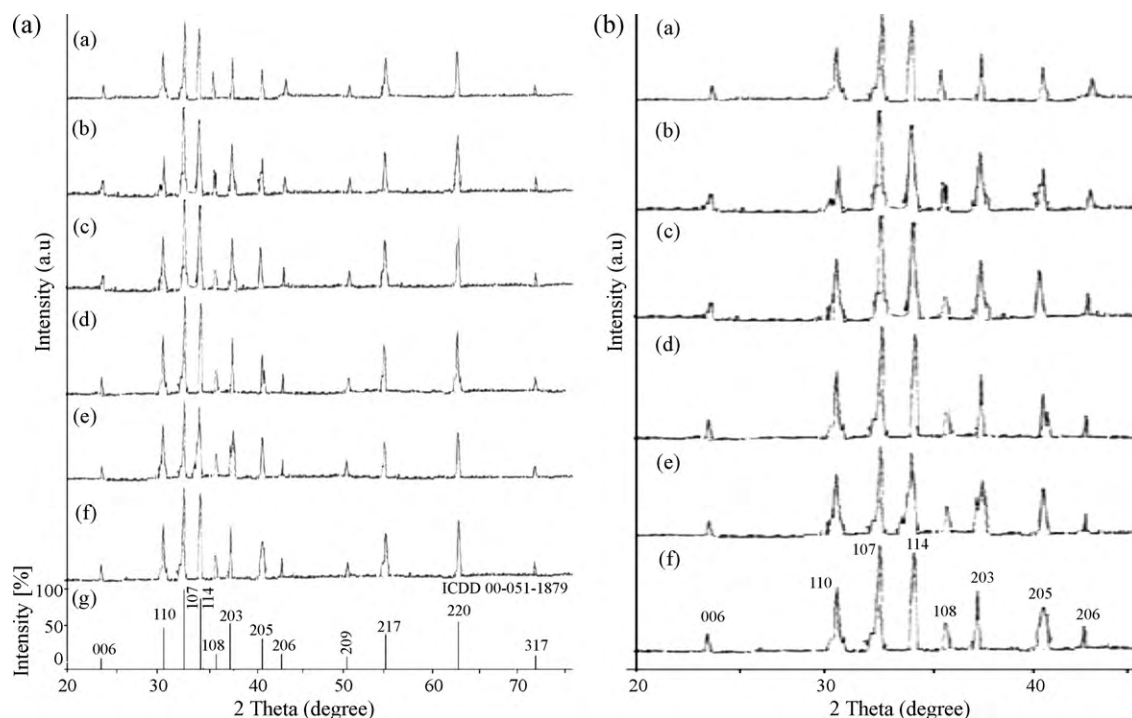 (a)
(a)
(b)
(c)
(d)
(e)
(f)
(g)
Intensity (a.u)
Intensity [%]
100
50
0
ICDD 00-051-1879
006
110
107
114
108
203
205
206
209
217
220
317
20 30 40 50 60 70
2 Theta (degree)
(b)
(a)
(b)
(c)
(d)
(e)
(f)
Intensity (a.u)
006
110
107
114
108
203
205
206
20 30 40
2 Theta (degree)